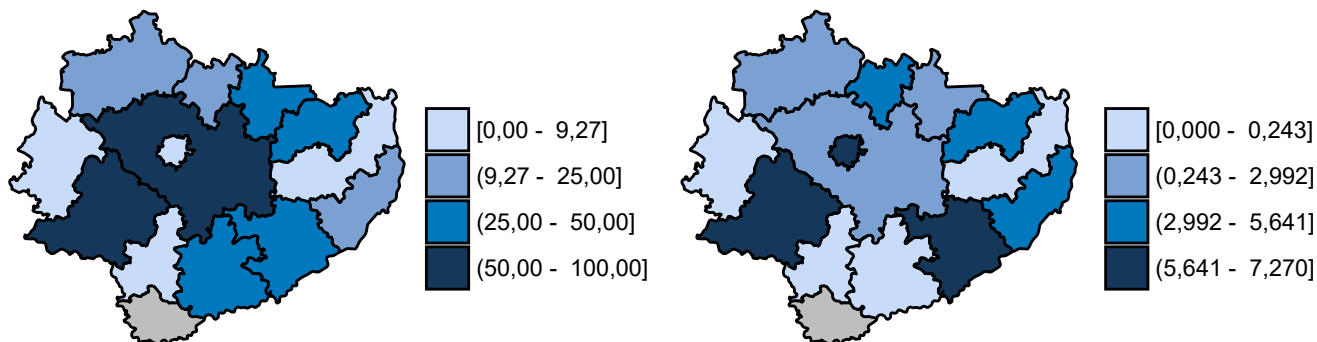 [0,00 - 9,27]
(9,27 - 25,00]
(25,00 - 50,00]
(50,00 - 100,00]
[0,000 - 0,243]
(0,243 - 2,992]
(2,992 - 5,641]
(5,641 - 7,270]